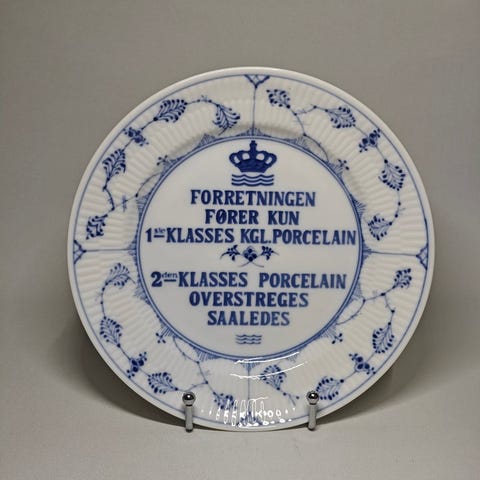 FORRETNINGEN
FØRER KUN
1ste KLASSES KGL. PORCELAIN
2den KLASSES PORCELAIN
OVERSTREGES
SAALEDES